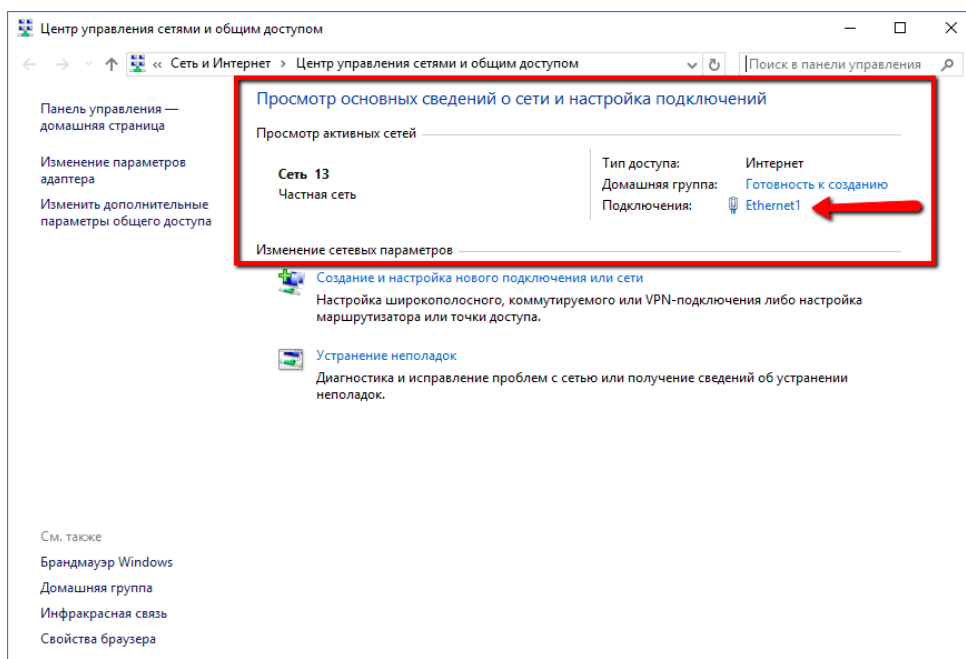 Центр управления сетями и общим доступом
« Сеть и Интернет › Центр управления сетями и общим доступом
Поиск в панели управления
Панель управления —
домашняя страница
Изменение параметров
адаптера
Изменить дополнительные
параметры общего доступа
Просмотр основных сведений о сети и настройка подключений
Просмотр активных сетей
Сеть 13
Частная сеть
Тип доступа: Интернет
Домашняя группа: Готовность к созданию
Подключения: Ethernet1
Изменение сетевых параметров
Создание и настройка нового подключения или сети
Настройка широкополосного, коммутируемого или VPN-подключения либо настройка
маршрутизатора или точки доступа.
Устранение неполадок
Диагностика и исправление проблем с сетью или получение сведений об устранении
неполадок.
См. также
Брандмауэр Windows
Домашняя группа
Инфракрасная связь
Свойства браузера